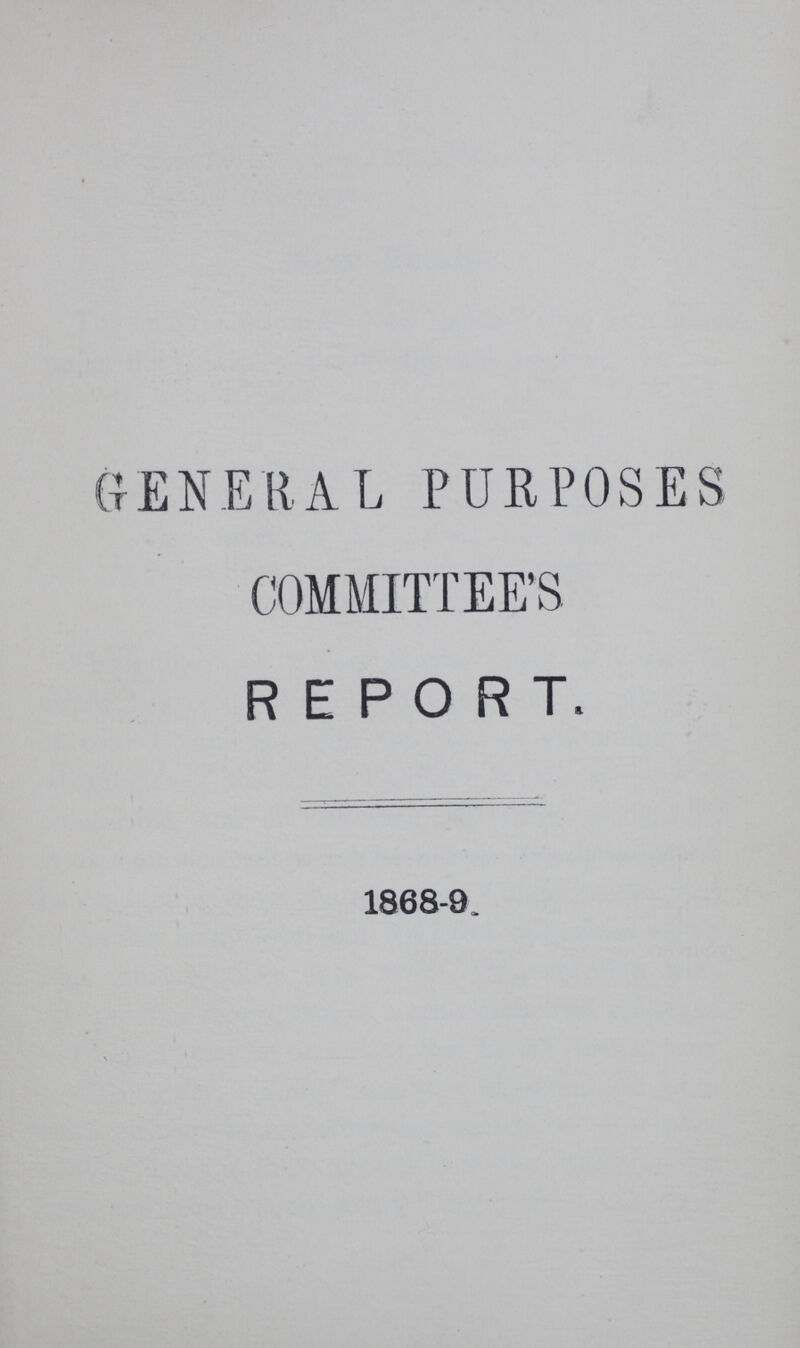 GENERAL PURPOSES
COMMITTEE'S
REPORT.
1868-9.